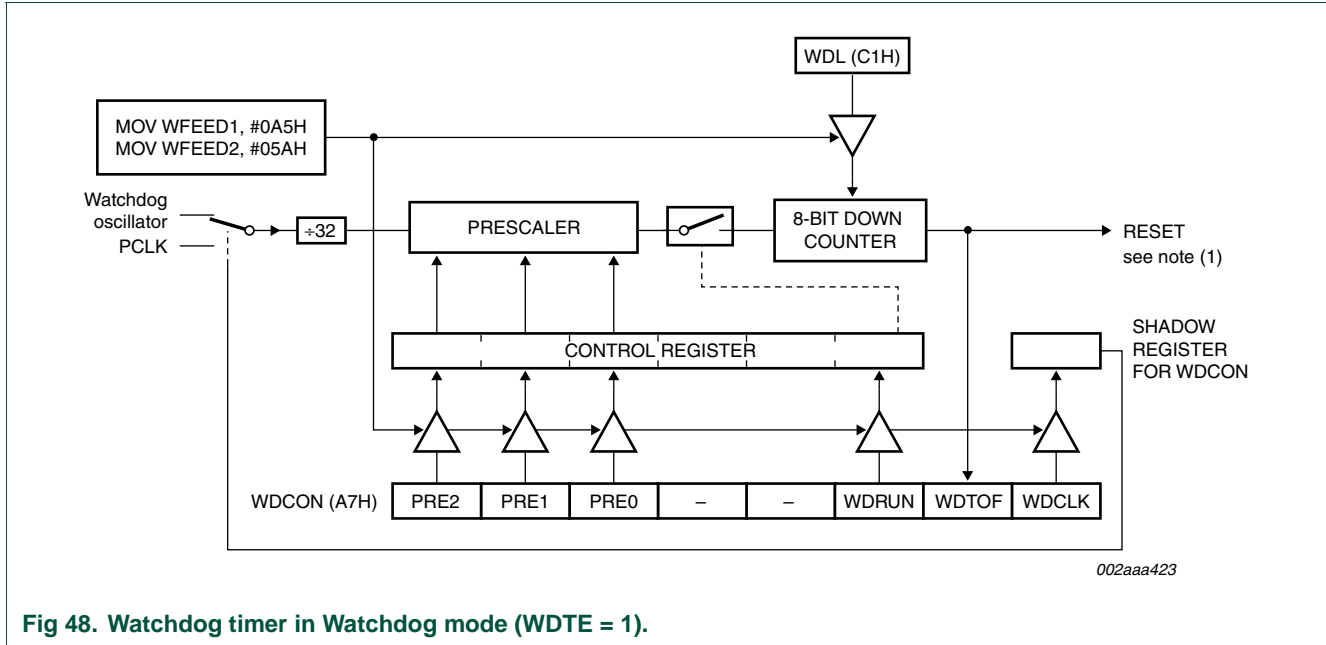 WDL (C1H)
MOV WFEED1, #0A5H
MOV WFEED2, #05AH
Watchdog
oscillator
PCLK
÷32
PRESCALER
8-BIT DOWN
COUNTER
RESET
see note (1)
CONTROL REGISTER
SHADOW
REGISTER
FOR WDCON
WDCON (A7H)
PRE2
PRE1
PRE0
–
–
WDRUN
WDTOF
WDCLK
002aaa423
Fig 48. Watchdog timer in Watchdog mode (WDTE = 1).